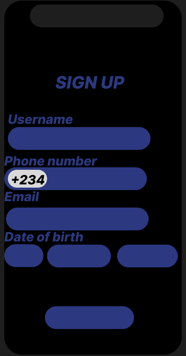 SIGN UP
Username
Phone number
+234
Email
Date of birth